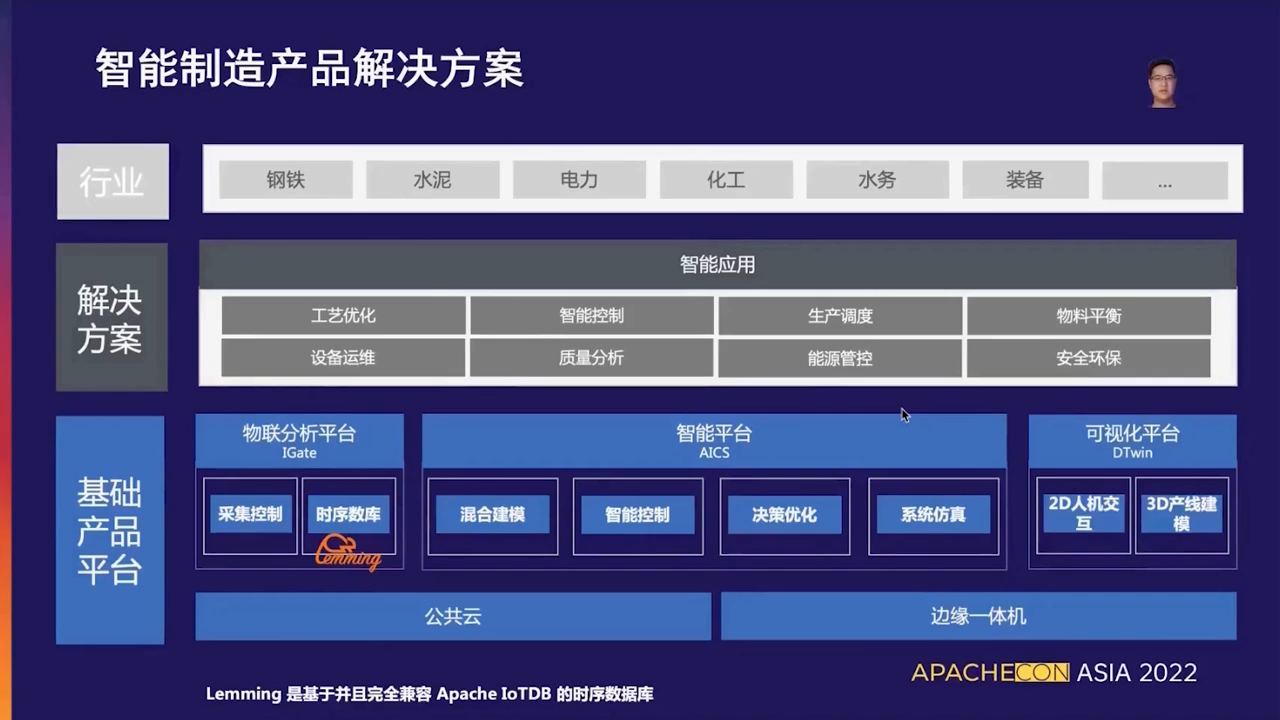 智能制造产品解决方案
行业
钢铁
水泥
电力
化工
水务
装备
...
解决
方案
智能应用
工艺优化
智能控制
生产调度
物料平衡
设备运维
质量分析
能源管控
安全环保
基础
产品
平台
物联分析平台
IGate
采集控制
时序数库
Lemming
智能平台
AICS
混合建模
智能控制
决策优化
系统仿真
可视化平台
DTwin
2D人机交
互
3D产线建
模
公共云
边缘一体机
Lemming 是基于并且完全兼容 Apache IoTDB 的时序数据库
APACHECON ASIA 2022